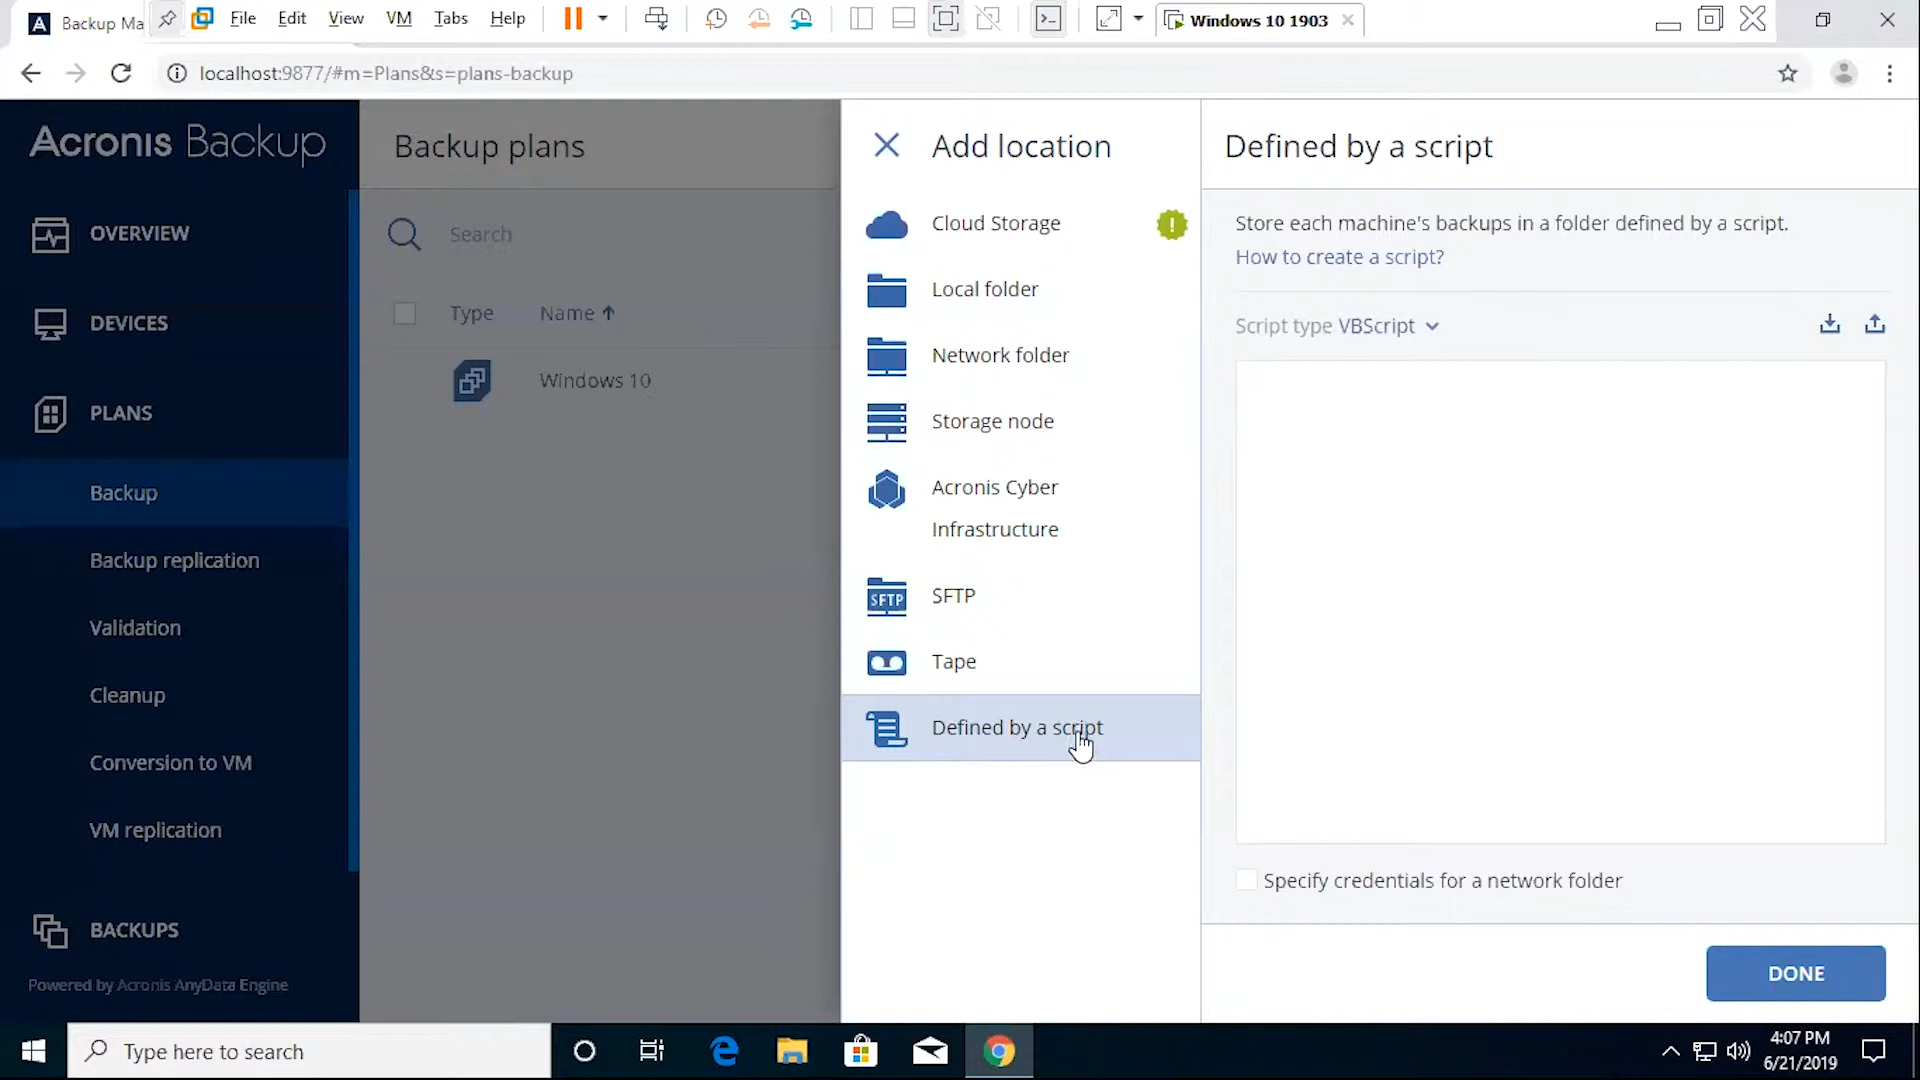 Backup Ma
File Edit View VM Tabs Help
Windows 10 1903
localhost:9877/#m=Plans&s=plans-backup
Acronis Backup
OVERVIEW
DEVICES
PLANS
Backup
Backup replication
Validation
Cleanup
Conversion to VM
VM replication
BACKUPS
Powered by Acronis AnyData Engine
Backup plans
Search
Type Name
Windows 10
Add location
Cloud Storage
Local folder
Network folder
Storage node
Acronis Cyber
Infrastructure
SFTP SFTP
Tape
Defined by a script
Defined by a script
Store each machine's backups in a folder defined by a script.
How to create a script?
Script type VBScript
Specify credentials for a network folder
DONE
Type here to search
4:07 PM
6/21/2019